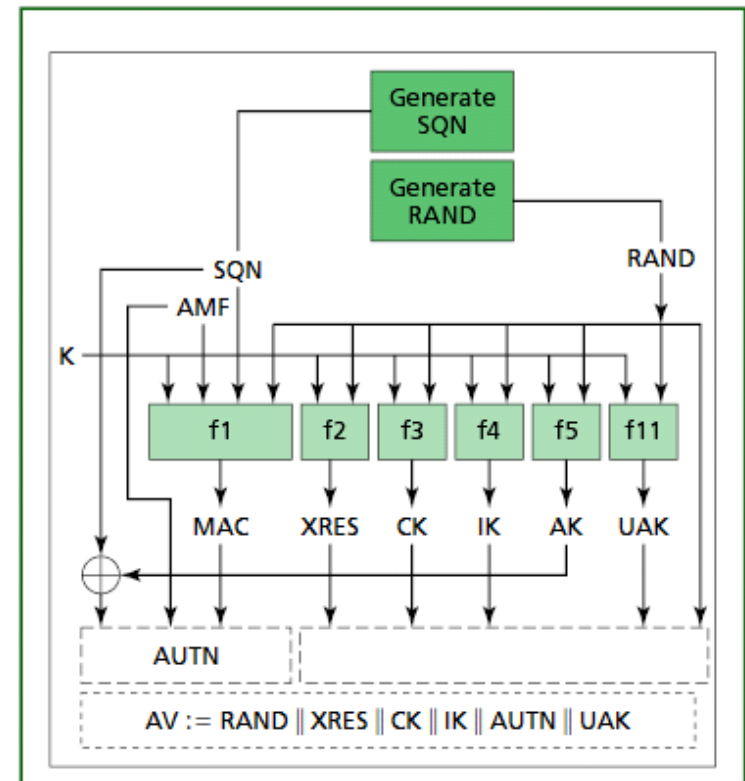 Generate
SQN
Generate
RAND
SQN
RAND
AMF
K
f1 f2 f3 f4 f5 f11
MAC XRES CK IK AK UAK
AUTN
AV := RAND || XRES || CK || IK || AUTN || UAK